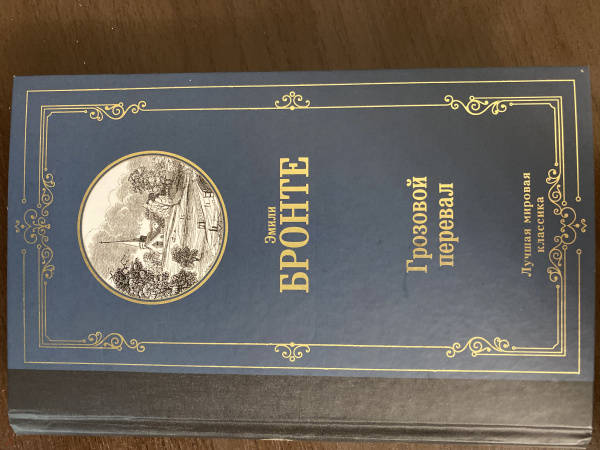 Эмили
БРОНТЕ
Грозовой
перевал
Лучшая мировая
классика